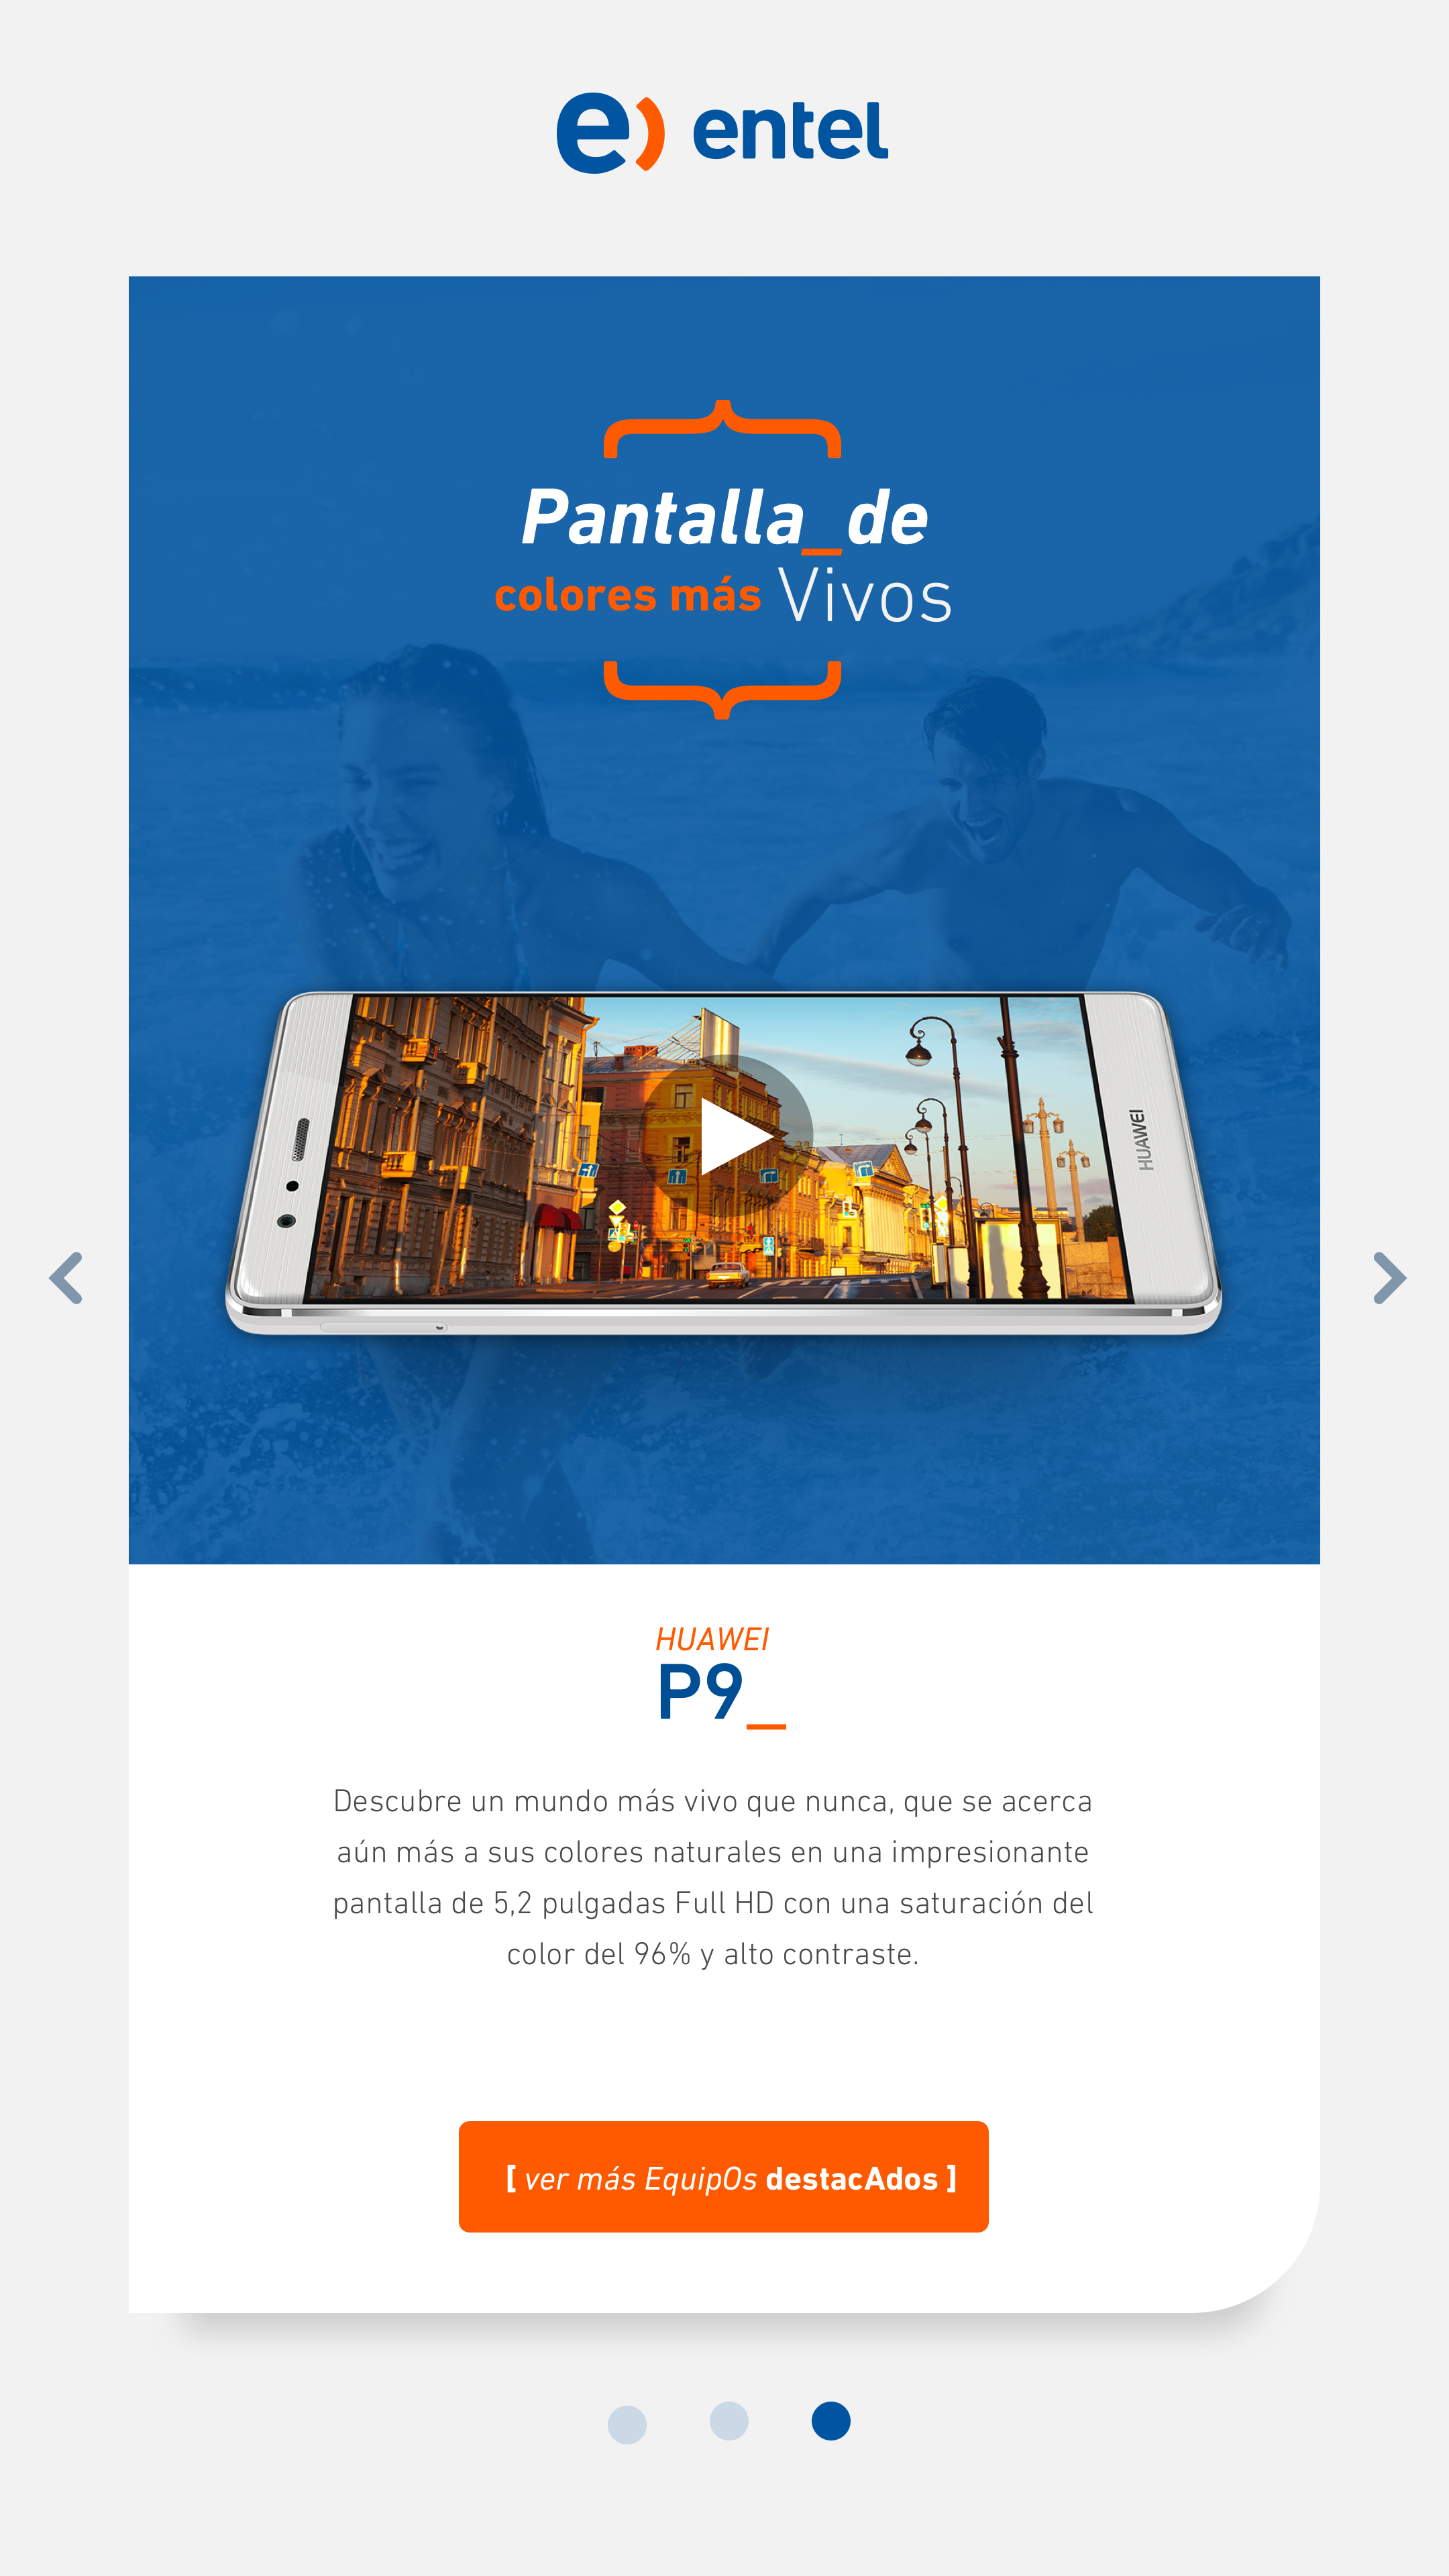 e) entel
Pantalla_de
colores más Vivos
HUAWEI
HUAWEI
P9_
Descubre un mundo más vivo que nunca, que se acerca
aún más a sus colores naturales en una impresionante
pantalla de 5,2 pulgadas Full HD con una saturación del
color del 96% y alto contraste.
[ ver más EquipOs destacAdos ]